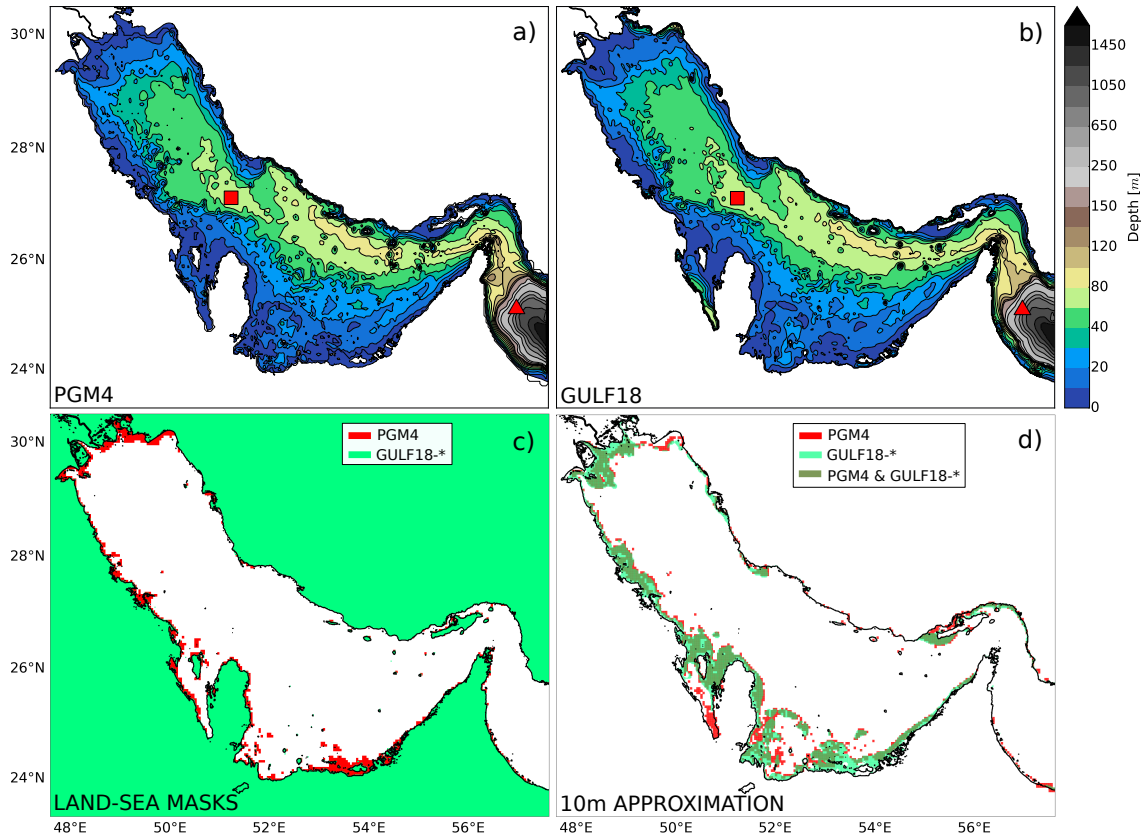 a)
b)
30°N
28°N
26°N
24°N
PGM4
GULF18
1450
1050
650
250
150
120
80
40
20
0
Depth [m]
c)
d)
PGM4
GULF18-*
PGM4
GULF18-*
PGM4 & GULF18-*
30°N
28°N
26°N
24°N
LAND-SEA MASKS
10m APPROXIMATION
48°E 50°E 52°E 54°E 56°E
48°E 50°E 52°E 54°E 56°E